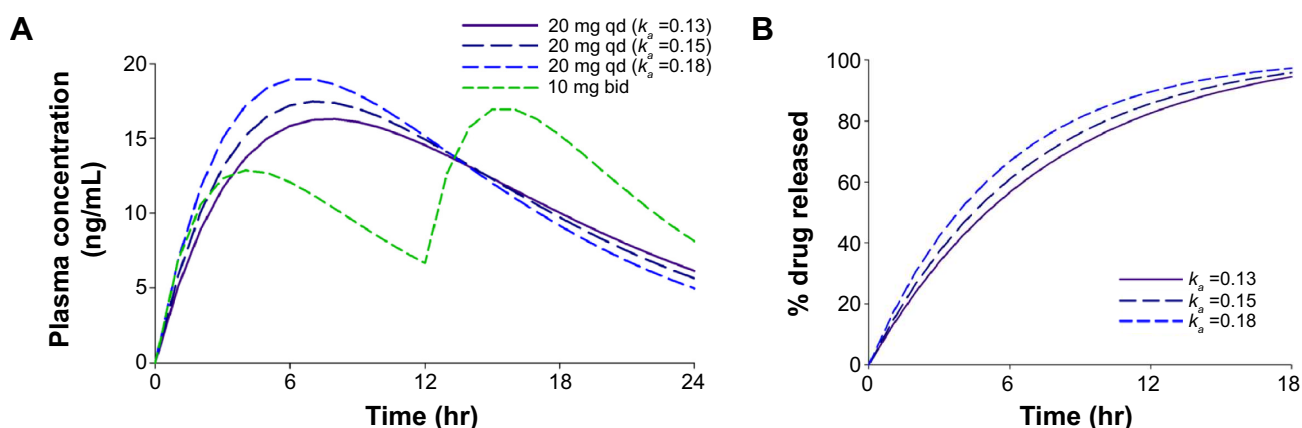 A
20 mg qd (kₐ =0.13)
20 mg qd (kₐ =0.15)
20 mg qd (kₐ =0.18)
10 mg bid
Plasma concentration
(ng/mL)
20
15
10
5
0
0 6 12 18 24
Time (hr)
B
% drug released
100
80
60
40
20
0
kₐ =0.13
kₐ =0.15
kₐ =0.18
0 6 12 18
Time (hr)